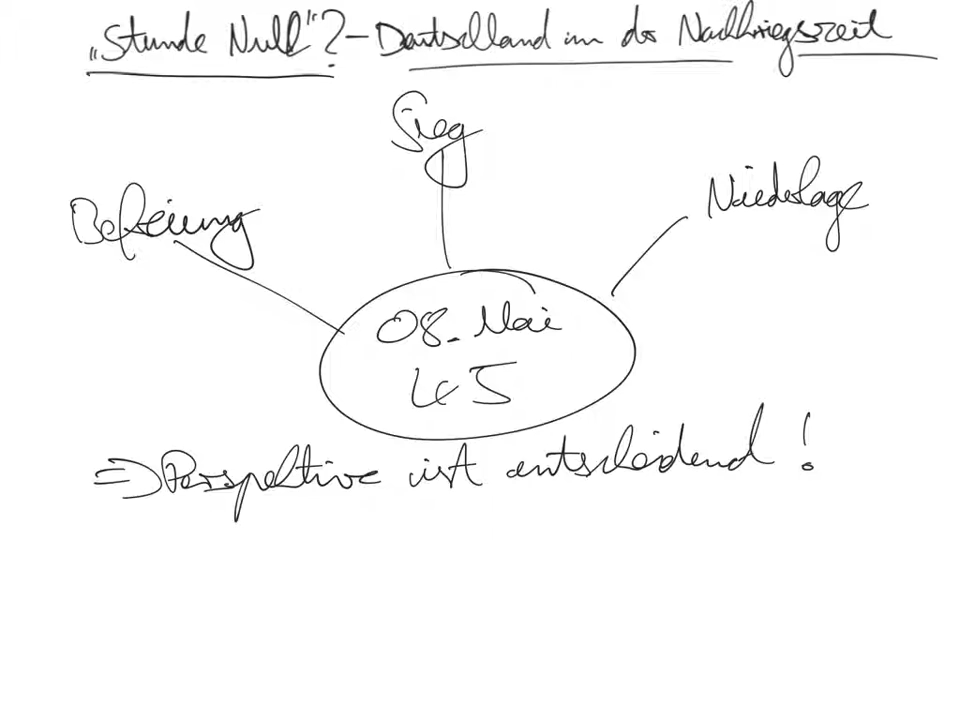 „Stunde Null“? - Deutschland in der Nachkriegszeit
Sieg
Befreiung
Niederlage
08. Mai
45
⇒ Perspektive ist entscheidend!